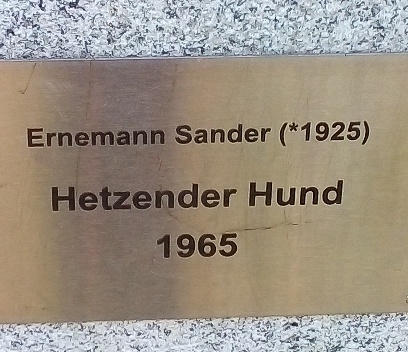 Ernemann Sander (*1925)
Hetzender Hund
1965